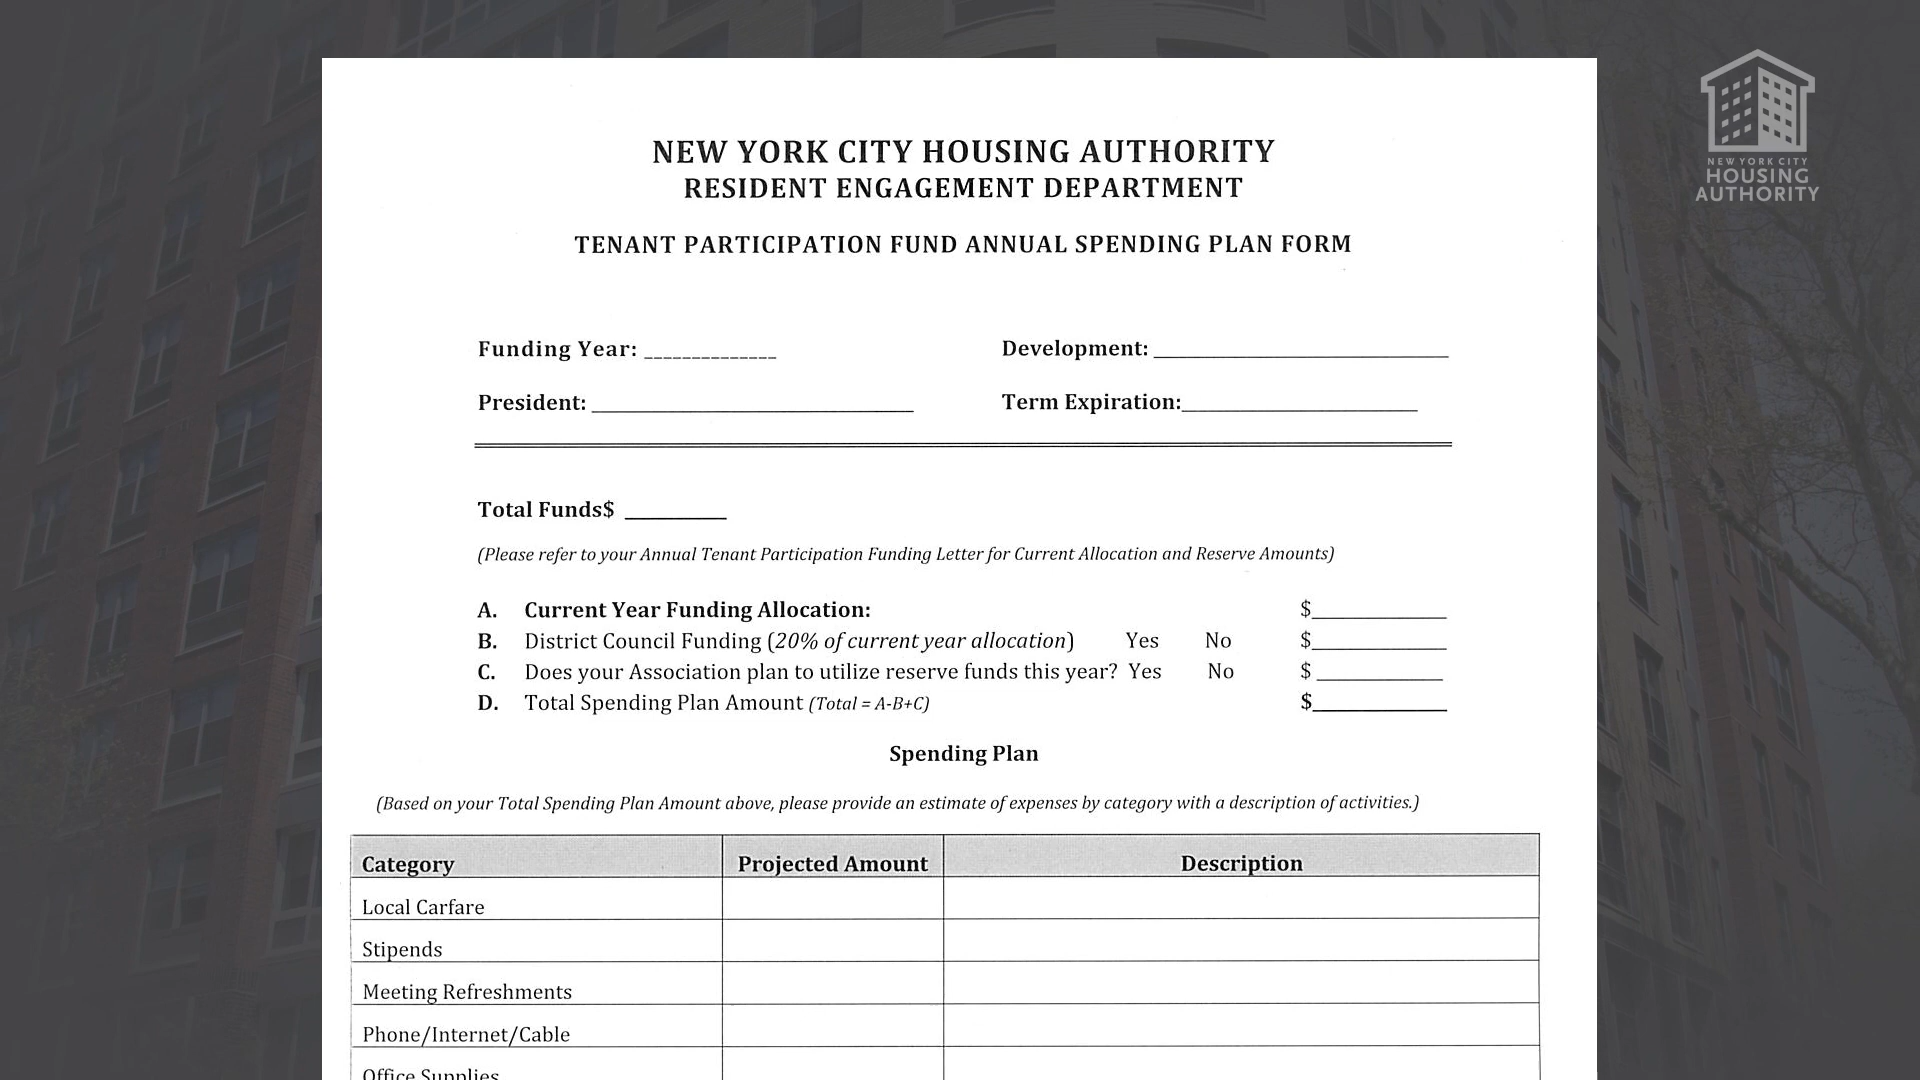 NEW YORK CITY HOUSING AUTHORITY
RESIDENT ENGAGEMENT DEPARTMENT
TENANT PARTICIPATION FUND ANNUAL SPENDING PLAN FORM
NEW YORK CITY
HOUSING
AUTHORITY
Funding Year: ______________ Development: ______________
President: ______________ Term Expiration:______________
Total Funds$ __________
(Please refer to your Annual Tenant Participation Funding Letter for Current Allocation and Reserve Amounts)
A. Current Year Funding Allocation: $____________
B. District Council Funding (20% of current year allocation) Yes No $____________
C. Does your Association plan to utilize reserve funds this year? Yes No $ ____________
D. Total Spending Plan Amount (Total = A-B+C) $____________
Spending Plan
(Based on your Total Spending Plan Amount above, please provide an estimate of expenses by category with a description of activities.)
Category Projected Amount Description
Local Carfare
Stipends
Meeting Refreshments
Phone/Internet/Cable
Office Supplies